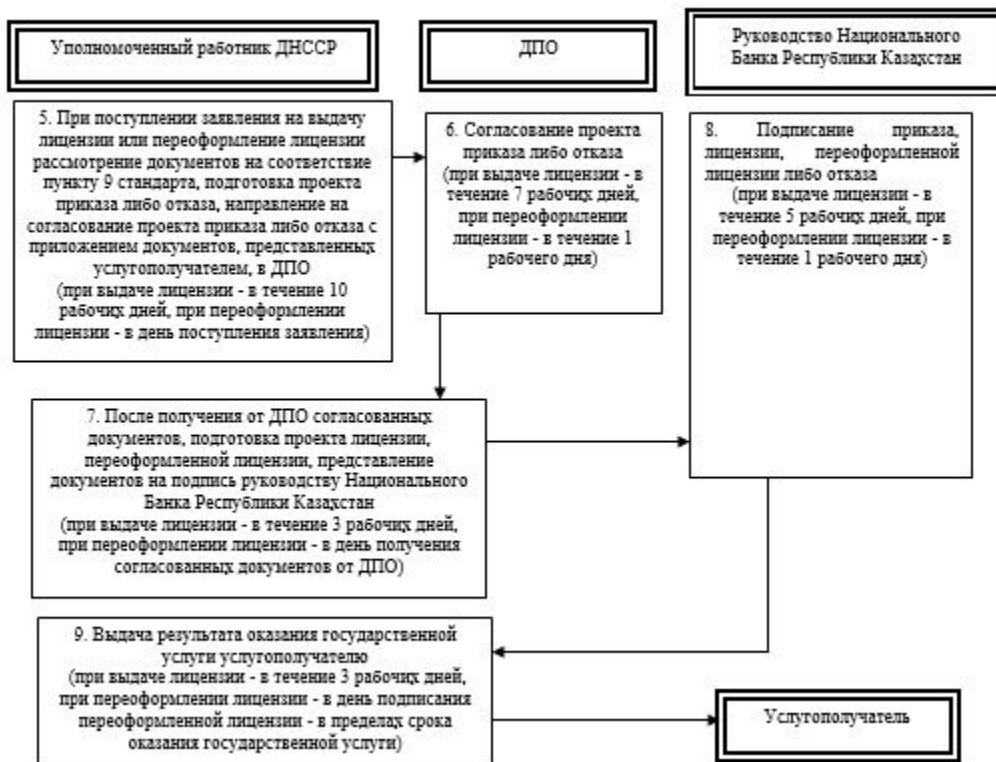 Уполномоченный работник ДНССР
ДПО
Руководство Национального
Банка Республики Казахстан
5. При поступлении заявления на выдачу
лицензии или переоформление лицензии
рассмотрение документов на соответствие
пункту 9 стандарта, подготовка проекта
приказа либо отказа, направление на
согласование проекта приказа либо отказа с
приложением документов, представленных
услугополучателем, в ДПО
(при выдаче лицензии - в течение 10
рабочих дней, при переоформлении
лицензии - в день поступления заявления)
6. Согласование проекта
приказа либо отказа
(при выдаче лицензии - в
течение 7 рабочих дней,
при переоформлении
лицензии - в течение 1
рабочего дня)
8. Подписание приказа,
лицензии, переоформленной
лицензии либо отказа
(при выдаче лицензии - в
течение 5 рабочих дней, при
переоформлении лицензии - в
течение 1 рабочего дня)
7. После получения от ДПО согласованных
документов, подготовка проекта лицензии,
переоформленной лицензии, представление
документов на подпись руководству Национального
Банка Республики Казахстан
(при выдаче лицензии - в течение 3 рабочих дней,
при переоформлении лицензии - в день получения
согласованных документов от ДПО)
9. Выдача результата оказания государственной
услуги услугополучателю
(при выдаче лицензии - в течение 3 рабочих дней,
при переоформлении лицензии - в день подписания
переоформленной лицензии - в пределах срока
оказания государственной услуги)
Услугополучатель